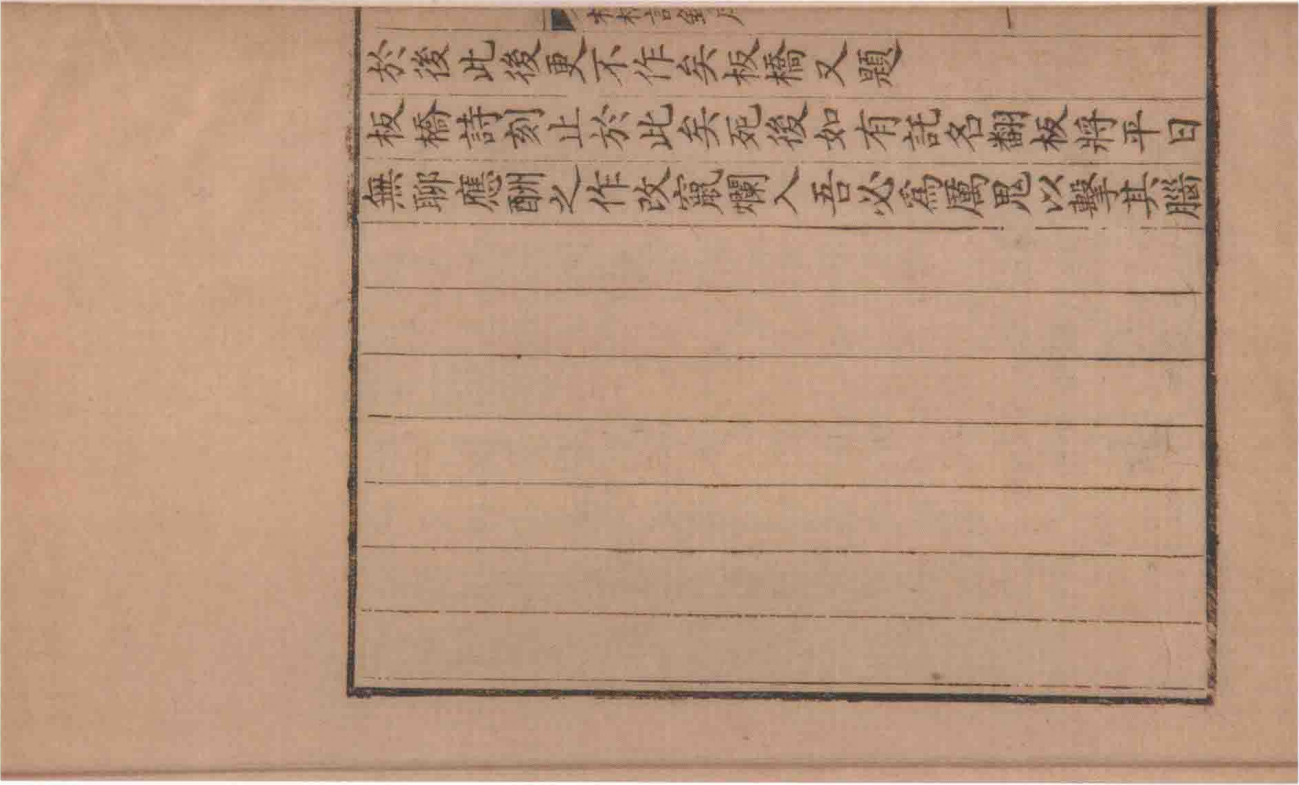 於後此後更不作矣板橋又題
板橋詩刻止於此矣死後如有託名翻板將平日
無聊應酬之作改竄爛入吾必為厲鬼以擊其腦